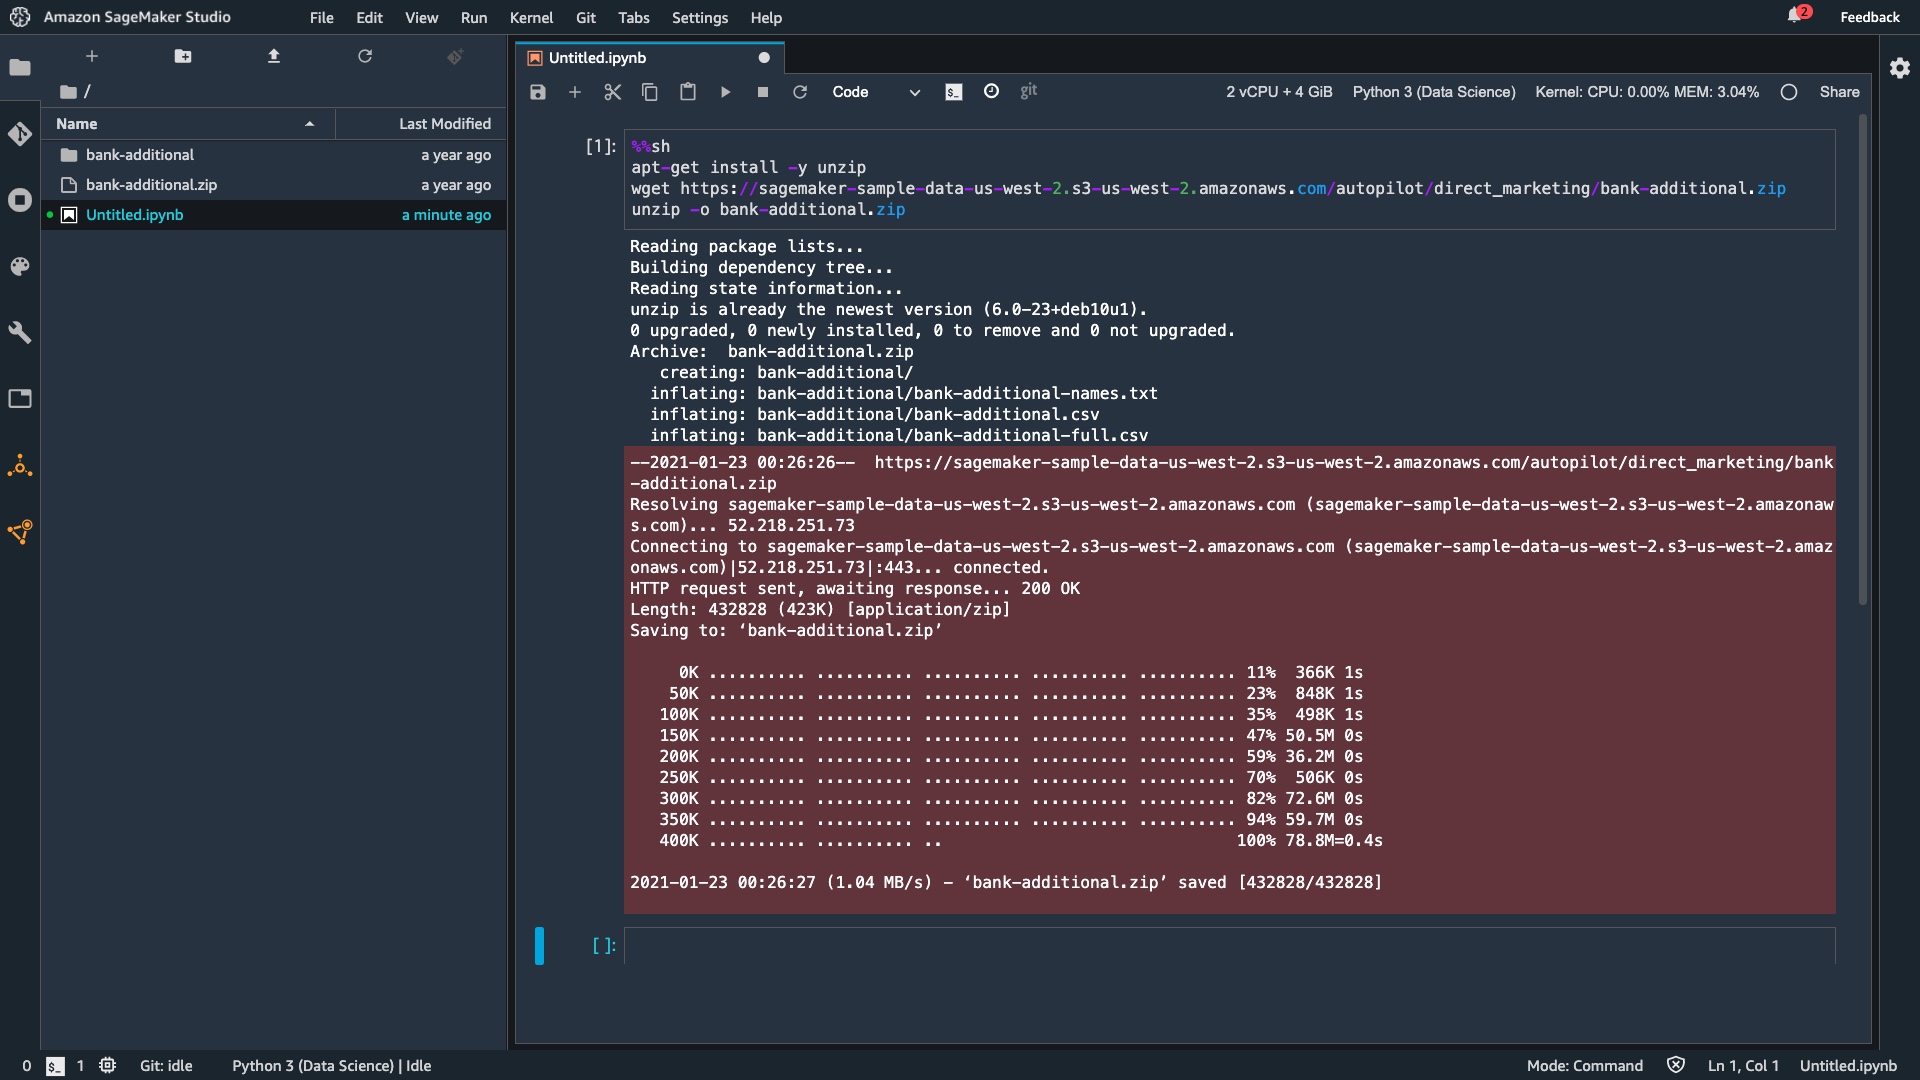 Amazon SageMaker Studio
File Edit View Run Kernel Git Tabs Settings Help
2
Feedback
/
Name Last Modified
bank-additional a year ago
bank-additional.zip a year ago
Untitled.ipynb a minute ago
Untitled.ipynb
Code
git
2 vCPU + 4 GiB Python 3 (Data Science) Kernel: CPU: 0.00% MEM: 3.04% Share
[1]: %%sh
apt-get install -y unzip
wget https://sagemaker-sample-data-us-west-2.s3-us-west-2.amazonaws.com/autopilot/direct_marketing/bank-additional.zip
unzip -o bank-additional.zip
Reading package lists...
Building dependency tree...
Reading state information...
unzip is already the newest version (6.0-23+deb10u1).
0 upgraded, 0 newly installed, 0 to remove and 0 not upgraded.
Archive:  bank-additional.zip
   creating: bank-additional/
  inflating: bank-additional/bank-additional-names.txt
  inflating: bank-additional/bank-additional.csv
  inflating: bank-additional/bank-additional-full.csv
--2021-01-23 00:26:26--  https://sagemaker-sample-data-us-west-2.s3-us-west-2.amazonaws.com/autopilot/direct_marketing/bank
-additional.zip
Resolving sagemaker-sample-data-us-west-2.s3-us-west-2.amazonaws.com (sagemaker-sample-data-us-west-2.s3-us-west-2.amazonaw
s.com)... 52.218.251.73
Connecting to sagemaker-sample-data-us-west-2.s3-us-west-2.amazonaws.com (sagemaker-sample-data-us-west-2.s3-us-west-2.amaz
onaws.com)|52.218.251.73|:443... connected.
HTTP request sent, awaiting response... 200 OK
Length: 432828 (423K) [application/zip]
Saving to: ‘bank-additional.zip’
     0K .......... .......... .......... .......... .......... 11%  366K 1s
    50K .......... .......... .......... .......... .......... 23%  848K 1s
   100K .......... .......... .......... .......... .......... 35%  498K 1s
   150K .......... .......... .......... .......... .......... 47% 50.5M 0s
   200K .......... .......... .......... .......... .......... 59% 36.2M 0s
   250K .......... .......... .......... .......... .......... 70%  506K 0s
   300K .......... .......... .......... .......... .......... 82% 72.6M 0s
   350K .......... .......... .......... .......... .......... 94% 59.7M 0s
   400K .......... .......... ..                              100% 78.8M=0.4s
2021-01-23 00:26:27 (1.04 MB/s) - ‘bank-additional.zip’ saved [432828/432828]
[ ]:
0 $_ 1 Git: idle Python 3 (Data Science) | Idle Mode: Command Ln 1, Col 1 Untitled.ipynb